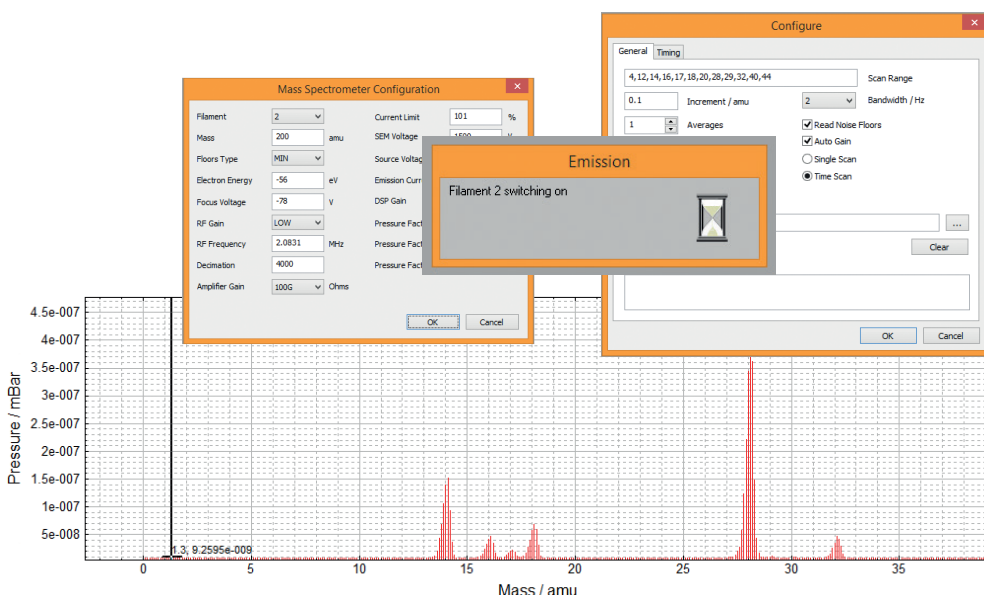 Configure
General Timing
4,12,14,16,17,18,20,28,29,32,40,44 Scan Range
0.1 Increment / amu 2 Bandwidth / Hz
1 Averages Read Noise Floors
Auto Gain
Single Scan
Time Scan
...
Clear
OK Cancel
Mass Spectrometer Configuration
Filament 2 Current Limit 101 %
Mass 200 amu SEM Voltage 1500 V
Floors Type MIN Source
Electron Energy -56 eV Emission
Focus Voltage -78 V DSP Gain
RF Gain LOW Pressure
RF Frequency 2.0831 MHz Pressure
Decimation 4000 Pressure
Amplifier Gain 100G Ohms
OK Cancel
Emission
Filament 2 switching on
4.5e-007
4e-007
3.5e-007
3e-007
2.5e-007
2e-007
1.5e-007
1e-007
5e-008
Pressure / mBar
1.3, 9.2595e-009
0 5 10 15 20 25 30 35
Mass / amu